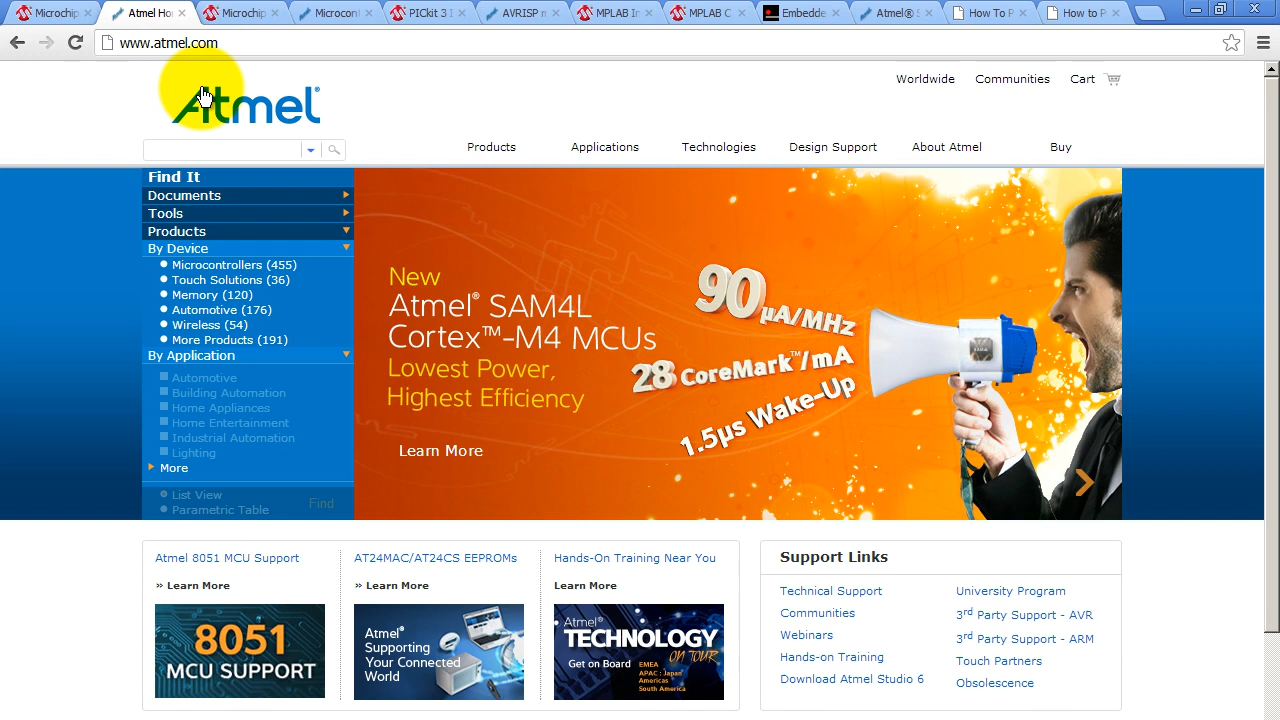 Microchip
Atmel Ho
Microchip
Microcont
PICkit 3 I
AVRISP m
MPLAB In
MPLAB C
Embedde
Atmel® S
How To P
How to P
www.atmel.com
Atmel®
Worldwide
Communities
Cart
Products
Applications
Technologies
Design Support
About Atmel
Buy
Find It
Documents
Tools
Products
By Device
Microcontrollers (455)
Touch Solutions (36)
Memory (120)
Automotive (176)
Wireless (54)
More Products (191)
By Application
Automotive
Building Automation
Home Appliances
Home Entertainment
Industrial Automation
Lighting
More
List View
Parametric Table
Find
New
Atmel® SAM4L
Cortex™-M4 MCUs
Lowest Power,
Highest Efficiency
Learn More
90 µA/MHz
28 CoreMark™/mA
1.5µs Wake-Up
Atmel 8051 MCU Support
» Learn More
8051
MCU SUPPORT
AT24MAC/AT24CS EEPROMs
» Learn More
Atmel®
Supporting
Your Connected
World
Hands-On Training Near You
Learn More
Atmel®
TECHNOLOGY
ON TOUR
Get on Board
EMEA
APAC : Japan
Americas
South America
Support Links
Technical Support
Communities
Webinars
Hands-on Training
Download Atmel Studio 6
University Program
3rd Party Support - AVR
3rd Party Support - ARM
Touch Partners
Obsolescence